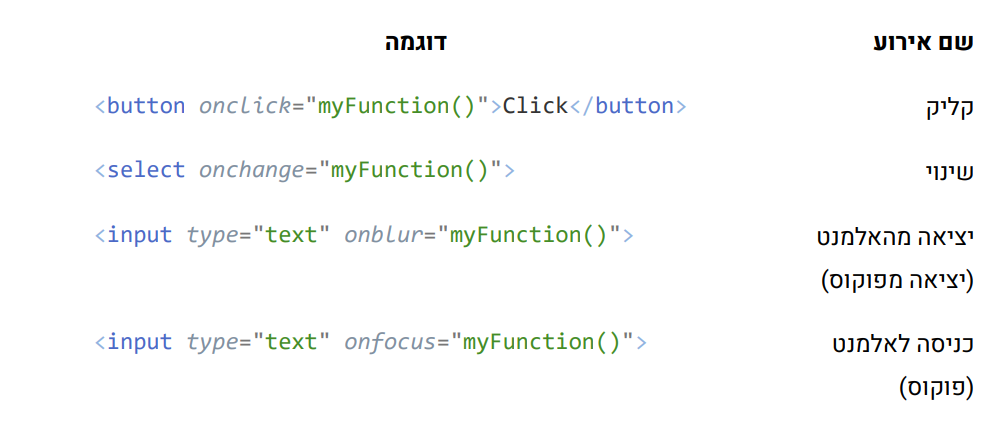 שם אירוע דוגמה
קליק <button onclick="myFunction()">Click</button>
שינוי <select onchange="myFunction()">
יציאה מהאלמנט <input type="text" onblur="myFunction()">
(יציאה מפוקוס)
כניסה לאלמנט <input type="text" onfocus="myFunction()">
(פוקוס)